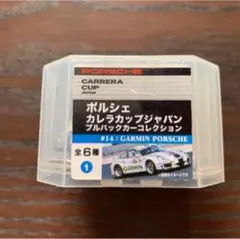 PORSCHE
CARRERA
CUP
JAPAN
ポルシェ
カレラカップジャパン
プルバックカーコレクション
#14：GARMIN PORSCHE
全6種
1
GARMIN